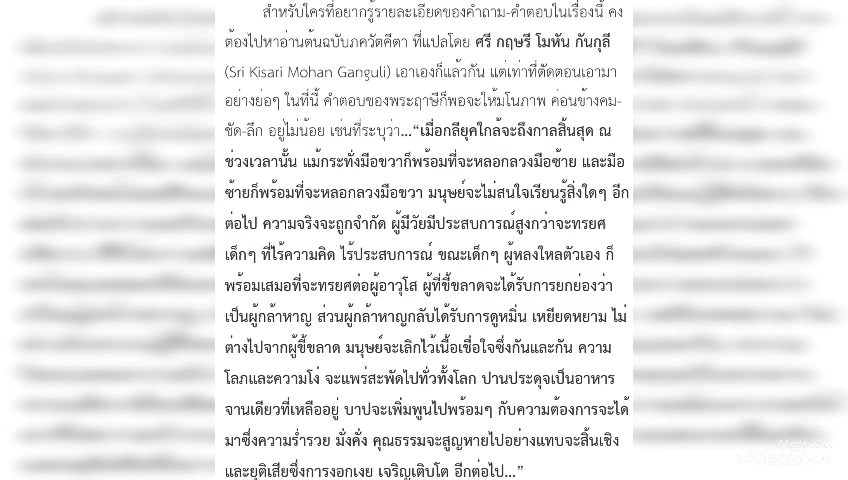 สำหรับใครที่อยากรู้รายละเอียดของคำถาม-คำตอบในเรื่องนี้ คง
ต้องไปหาอ่านต้นฉบับภควัตคีตา ที่แปลโดย ศรี กฤษรี โมหัน กันกุลี
(Sri Kisari Mohan Ganguli) เอาเองก็แล้วกัน แต่เท่าที่ตัดตอนเอามา
อย่างย่อๆ ในที่นี้ คำตอบของพระฤาษีก็พอจะให้มโนภาพ ค่อนข้างคม-
ชัด-ลึก อยู่ไม่น้อย เช่นที่ระบุว่า...“เมื่อกลียุคใกล้จะถึงกาลสิ้นสุด ณ
ช่วงเวลานั้น แม้กระทั่งมือขวาก็พร้อมที่จะหลอกลวงมือซ้าย และมือ
ซ้ายก็พร้อมที่จะหลอกลวงมือขวา มนุษย์จะไม่สนใจเรียนรู้สิ่งใดๆ อีก
ต่อไป ความจริงจะถูกจำกัด ผู้มีวัยมีประสบการณ์สูงกว่าจะทรยศ
เด็กๆ ที่ไร้ความคิด ไร้ประสบการณ์ ขณะเด็กๆ ผู้หลงใหลตัวเอง ก็
พร้อมเสมอที่จะทรยศต่อผู้อาวุโส ผู้ที่ขี้ขลาดจะได้รับการยกย่องว่า
เป็นผู้กล้าหาญ ส่วนผู้กล้าหาญกลับได้รับการดูหมิ่น เหยียดหยาม ไม่
ต่างไปจากผู้ขี้ขลาด มนุษย์จะเลิกไว้เนื้อเชื่อใจซึ่งกันและกัน ความ
โลภและความโง่ จะแพร่สะพัดไปทั่วทั้งโลก ปานประดุจเป็นอาหาร
จานเดียวที่เหลืออยู่ บาปจะเพิ่มพูนไปพร้อมๆ กับความต้องการจะได้
มาซึ่งความร่ำรวย มั่งคั่ง คุณธรรมจะสูญหายไปอย่างแทบจะสิ้นเชิง
และยุติเสียซึ่งการงอกเงย เจริญเติบโต อีกต่อไป...”